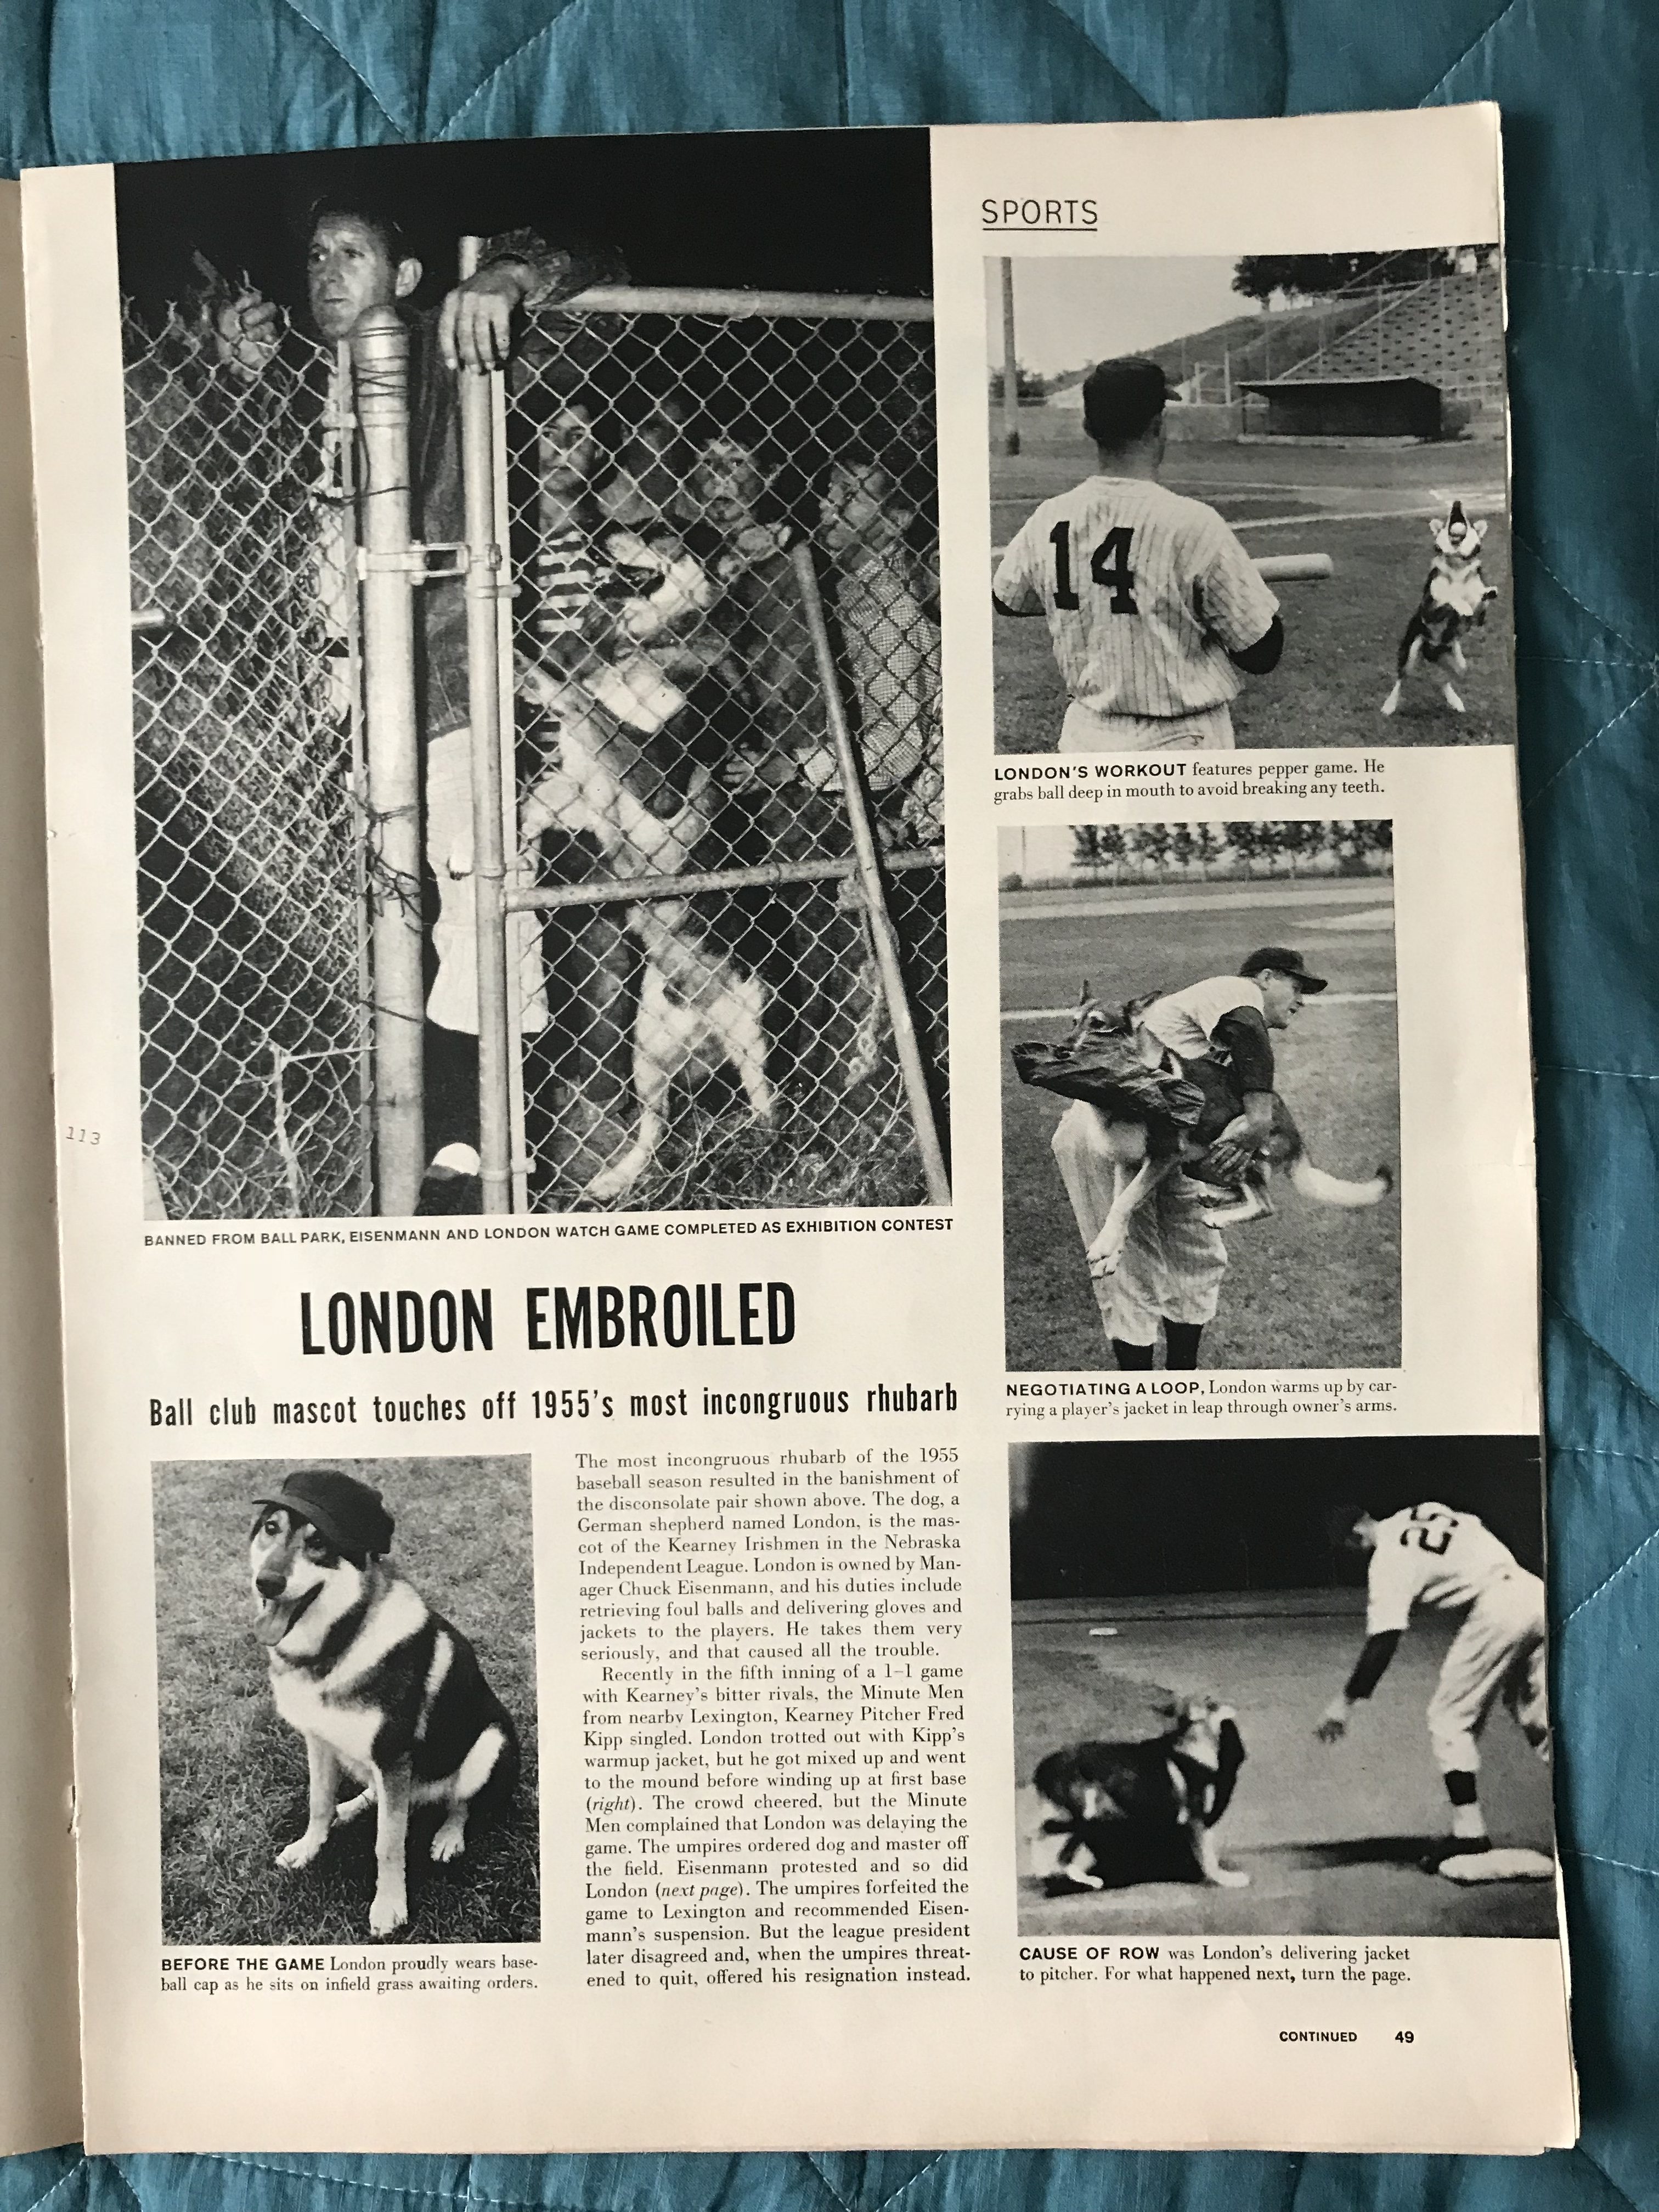 SPORTS
14
LONDON'S WORKOUT features pepper game. He
grabs ball deep in mouth to avoid breaking any teeth.
113
BANNED FROM BALL PARK, EISENMANN AND LONDON WATCH GAME COMPLETED AS EXHIBITION CONTEST
LONDON EMBROILED
Ball club mascot touches off 1955's most incongruous rhubarb
NEGOTIATING A LOOP, London warms up by car-
rying a player's jacket in leap through owner's arms.
The most incongruous rhubarb of the 1955
baseball season resulted in the banishment of
the disconsolate pair shown above. The dog, a
German shepherd named London, is the mas-
cot of the Kearney Irishmen in the Nebraska
Independent League. London is owned by Man-
ager Chuck Eisenmann, and his duties include
retrieving foul balls and delivering gloves and
jackets to the players. He takes them very
seriously, and that caused all the trouble.
Recently in the fifth inning of a 1–1 game
with Kearney's bitter rivals, the Minute Men
from nearby Lexington, Kearney Pitcher Fred
Kipp singled. London trotted out with Kipp's
warmup jacket, but he got mixed up and went
to the mound before winding up at first base
(right). The crowd cheered, but the Minute
Men complained that London was delaying the
game. The umpires ordered dog and master off
the field. Eisenmann protested and so did
London (next page). The umpires forfeited the
game to Lexington and recommended Eisen-
mann's suspension. But the league president
later disagreed and, when the umpires threat-
ened to quit, offered his resignation instead.
BEFORE THE GAME London proudly wears base-
ball cap as he sits on infield grass awaiting orders.
25
CAUSE OF ROW was London's delivering jacket
to pitcher. For what happened next, turn the page.
CONTINUED 49